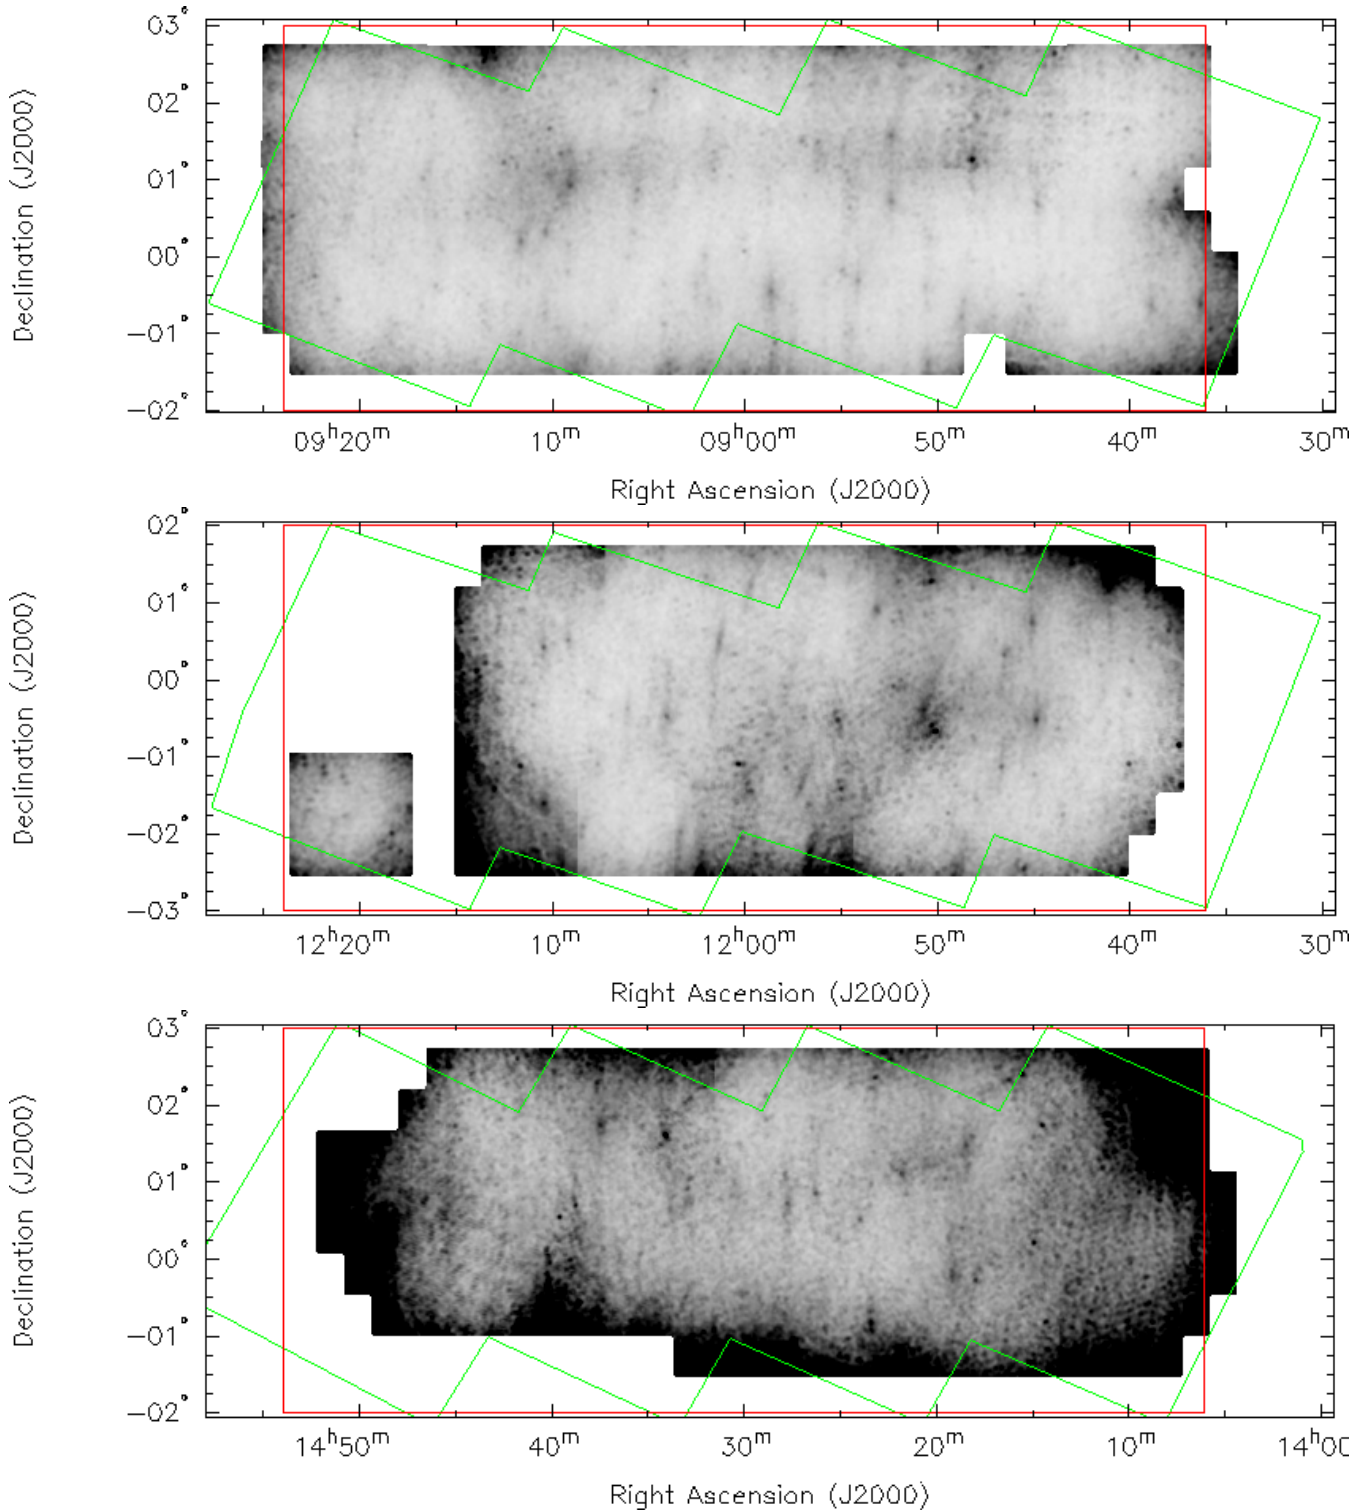 03°
02°
01°
00°
−01°
−02°
Declination (J2000)
09ʰ20ᵐ 10ᵐ 09ʰ00ᵐ 50ᵐ 40ᵐ 30ᵐ
Right Ascension (J2000)
02°
01°
00°
−01°
−02°
−03°
Declination (J2000)
12ʰ20ᵐ 10ᵐ 12ʰ00ᵐ 50ᵐ 40ᵐ 30ᵐ
Right Ascension (J2000)
03°
02°
01°
00°
−01°
−02°
Declination (J2000)
14ʰ50ᵐ 40ᵐ 30ᵐ 20ᵐ 10ᵐ 14ʰ00
Right Ascension (J2000)